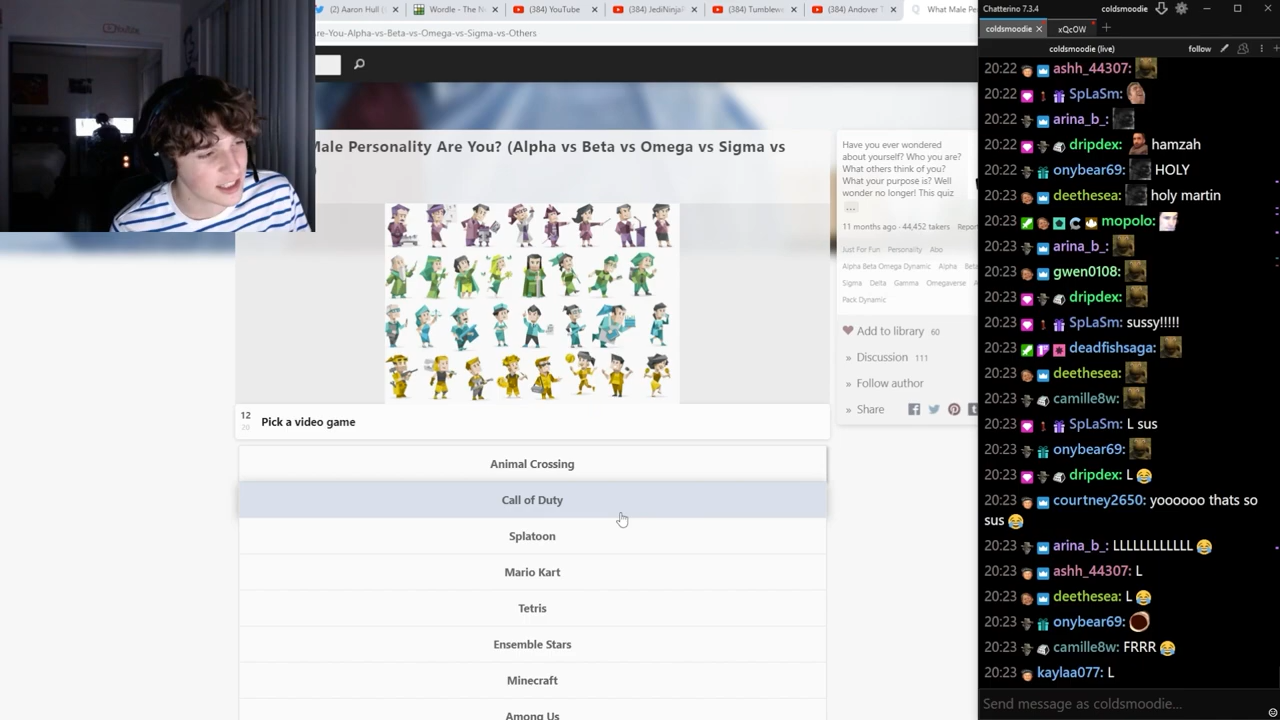 (2) Aaron Hull (
Wordle - The N
(384) YouTube
(384) JediNinja
(384) Tumblewe
(384) Andover T
What Male Pe
re-You-Alpha-vs-Beta-vs-Omega-vs-Sigma-vs-Others
Male Personality Are You? (Alpha vs Beta vs Omega vs Sigma vs
12
20
Pick a video game
Animal Crossing
Call of Duty
Splatoon
Mario Kart
Tetris
Ensemble Stars
Minecraft
Among Us
Have you ever wondered
about yourself? Who you are?
What others think of you?
What your purpose is? Well
wonder no longer! This quiz
...
11 months ago · 44,452 takers
Repor
Just For Fun Personality Abo
Alpha Beta Omega Dynamic Alpha Beta
Sigma Delta Gamma Omegaverse A
Pack Dynamic
Add to library 60
» Discussion 111
» Follow author
» Share
Chatterino 7.3.4
coldsmoodie
coldsmoodie
xQcOW
coldsmoodie (live)
follow
20:22 ashh_44307:
20:22 SpLaSm:
20:22 arina_b_:
20:22 dripdex: hamzah
20:22 onybear69: HOLY
20:23 deethesea: holy martin
20:23 mopolo:
20:23 arina_b_:
20:23 gwen0108:
20:23 dripdex:
20:23 SpLaSm: sussy!!!!!
20:23 deadfishsaga:
20:23 deethesea:
20:23 camille8w:
20:23 SpLaSm: L sus
20:23 onybear69:
20:23 dripdex: L 😂
20:23 courtney2650: yoooooo thats so
sus 😂
20:23 arina_b_: LLLLLLLLLLLL 😂
20:23 ashh_44307: L
20:23 deethesea: L 😂
20:23 onybear69:
20:23 camille8w: FRRR 😂
20:23 kaylaa077: L
Send message as coldsmoodie...